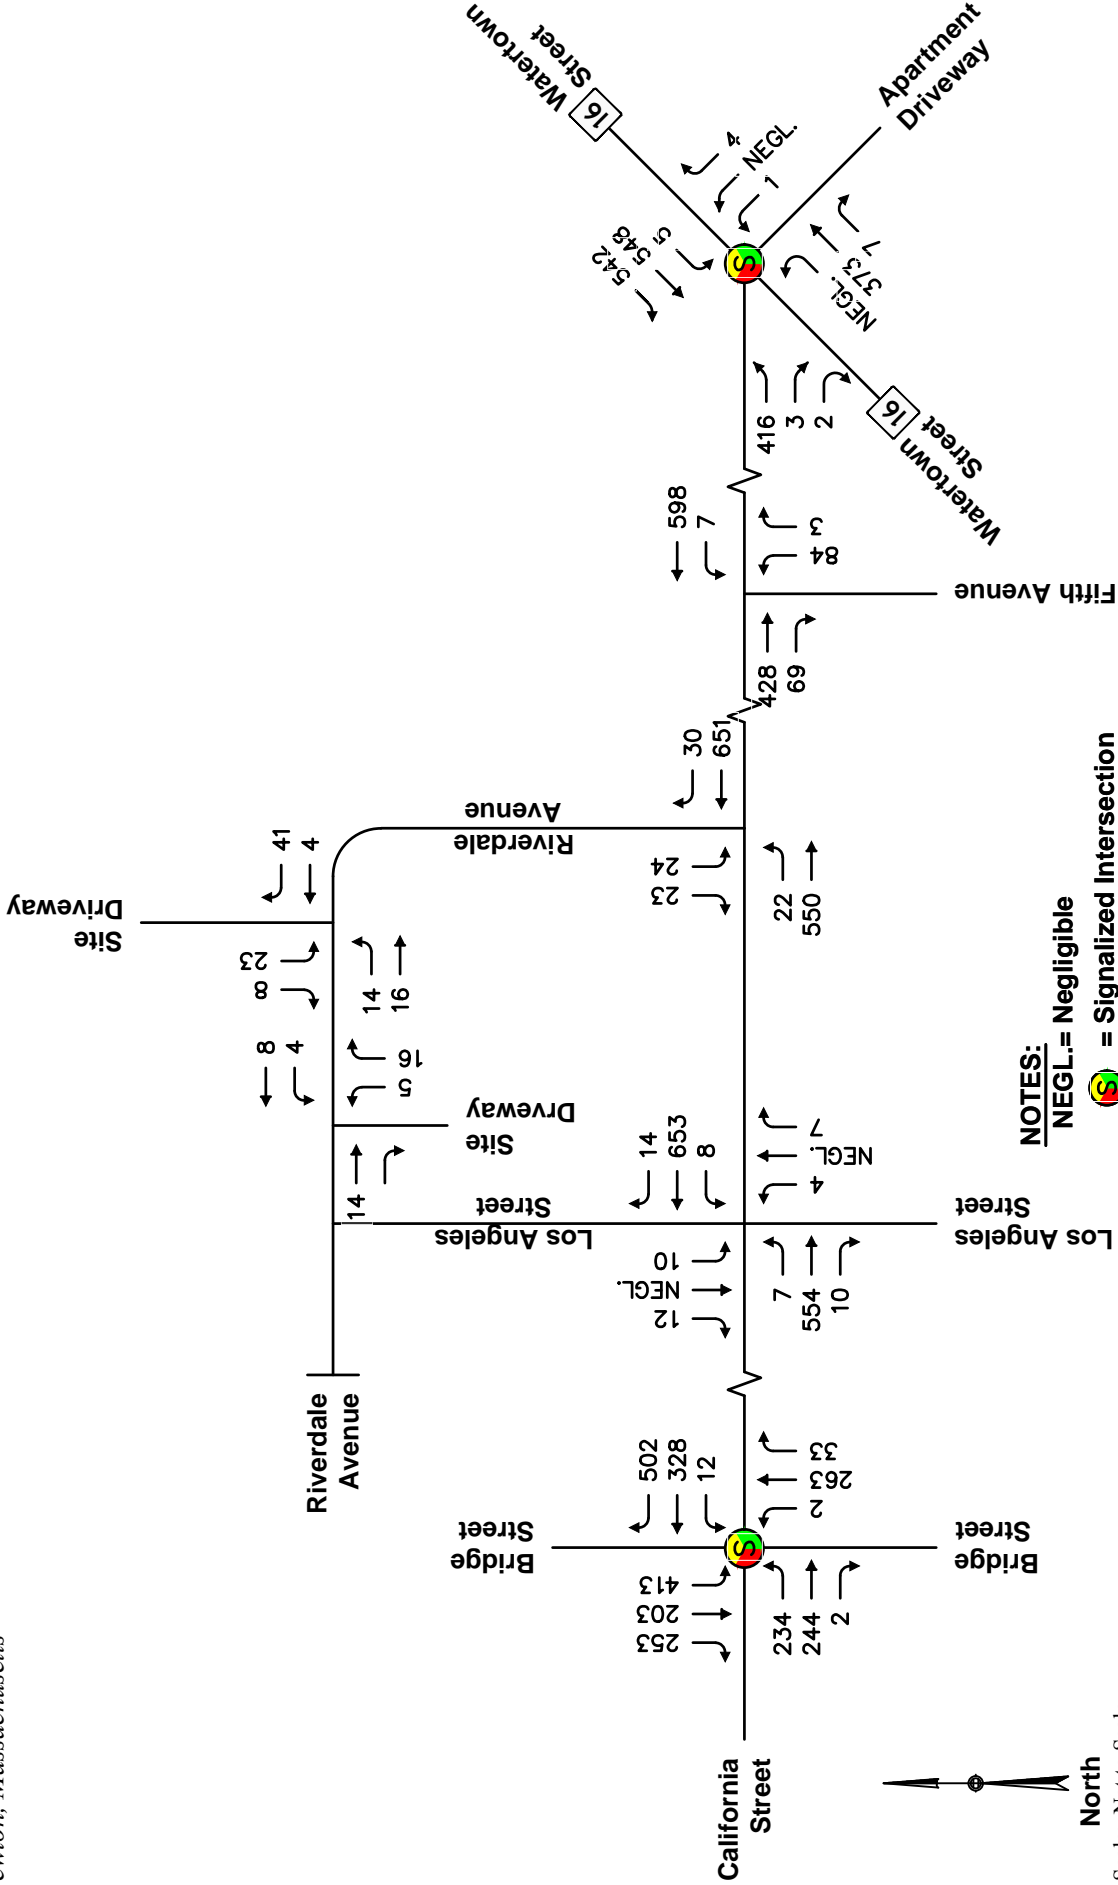 Watertown
Street
16
Apartment
Driveway
4
NEGL.
1
542
548
5
7
373
NEGL.
S
416
3
2
16
Watertown
Street
598
7
3
84
Fifth Avenue
428
69
30
651
Riverdale
Avenue
24
23
22
550
41
4
Site
Driveway
23
8
14
16
8
4
16
5
Site
Drveway
14
14
653
8
7
NEGL.
4
Los Angeles
Street
Los Angeles
Street
10
NEGL.
12
7
554
10
Riverdale
Avenue
502
328
12
33
263
2
Bridge
Street
S
Bridge
Street
413
203
253
234
244
2
California
Street
North
NOTES:
NEGL.= Negligible
S = Signalized Intersection